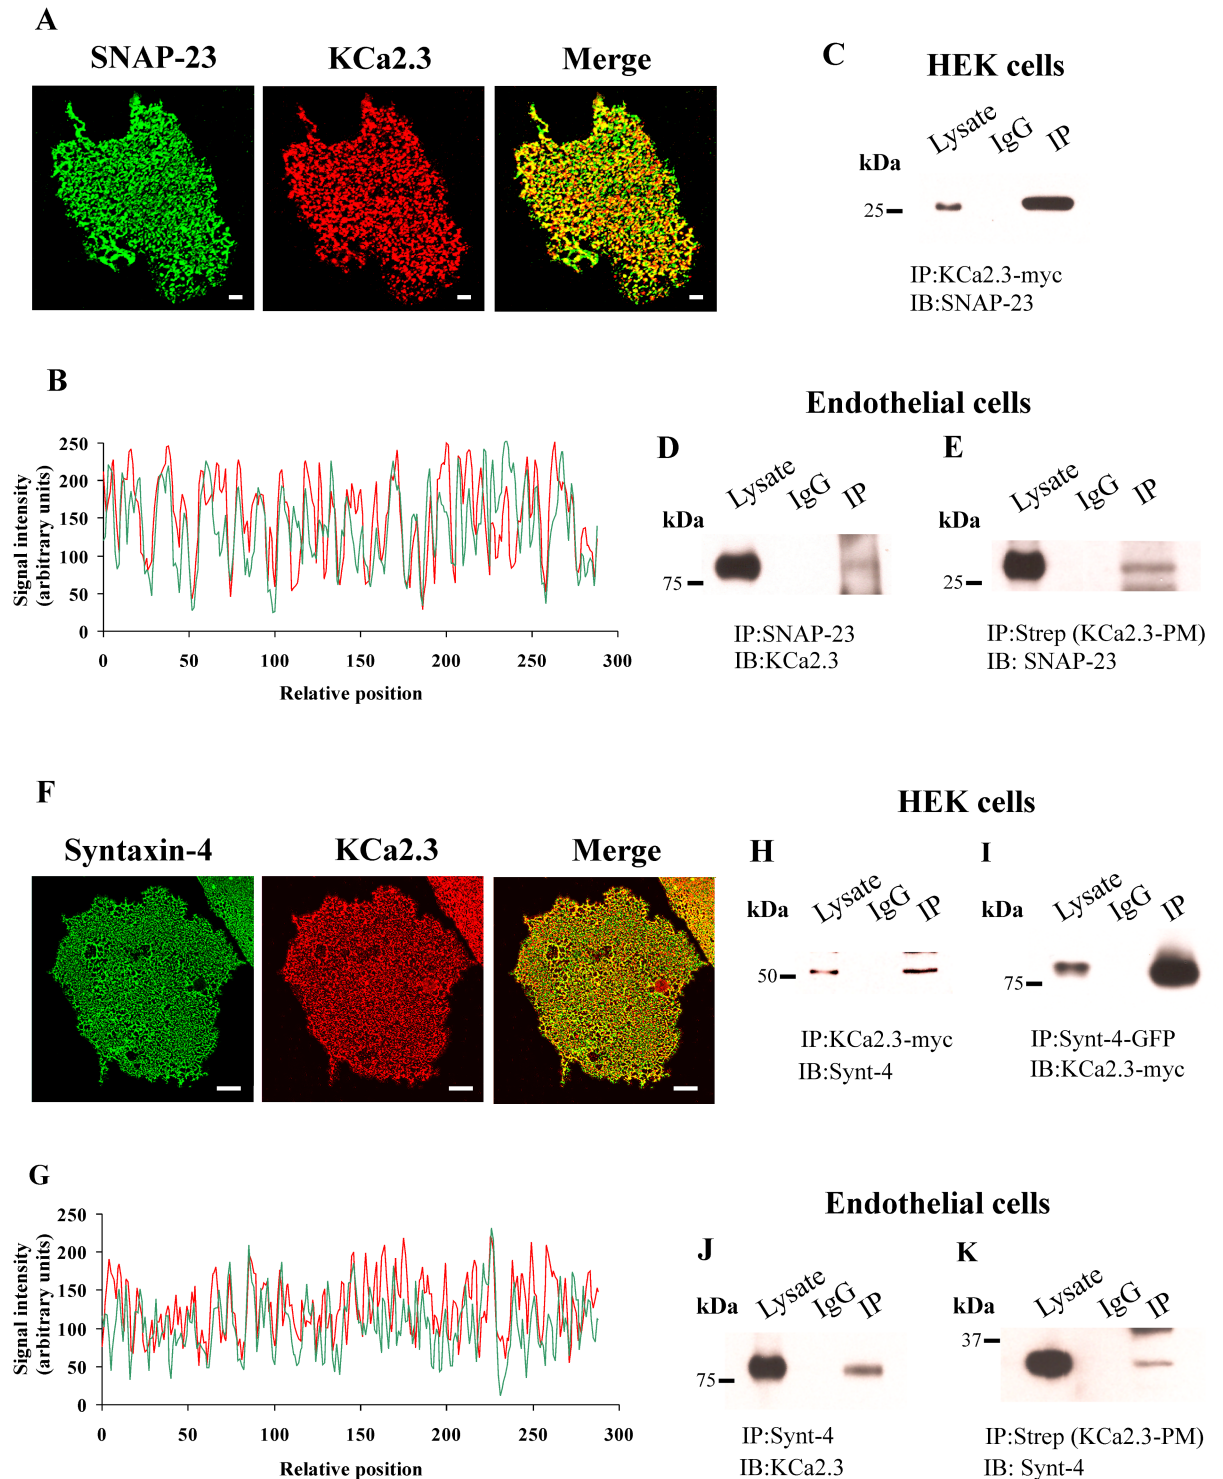 A
SNAP-23
KCa2.3
Merge
C
HEK cells
Lysate
IgG
IP
kDa
25
IP:KCa2.3-myc
IB:SNAP-23
B
Signal intensity
(arbitrary units)
250
200
150
100
50
0
0 50 100 150 200 250 300
Relative position
Endothelial cells
D
Lysate
IgG
IP
kDa
75
IP:SNAP-23
IB:KCa2.3
E
Lysate
IgG
IP
kDa
25
IP:Strep (KCa2.3-PM)
IB: SNAP-23
F
Syntaxin-4
KCa2.3
Merge
HEK cells
H
Lysate
IgG
IP
kDa
50
IP:KCa2.3-myc
IB:Synt-4
I
Lysate
IgG
IP
kDa
75
IP:Synt-4-GFP
IB:KCa2.3-myc
G
Signal intensity
(arbitrary units)
250
200
150
100
50
0
0 50 100 150 200 250 300
Relative position
Endothelial cells
J
Lysate
IgG
IP
kDa
75
IP:Synt-4
IB:KCa2.3
K
Lysate
IgG
IP
kDa
37
IP:Strep (KCa2.3-PM)
IB: Synt-4